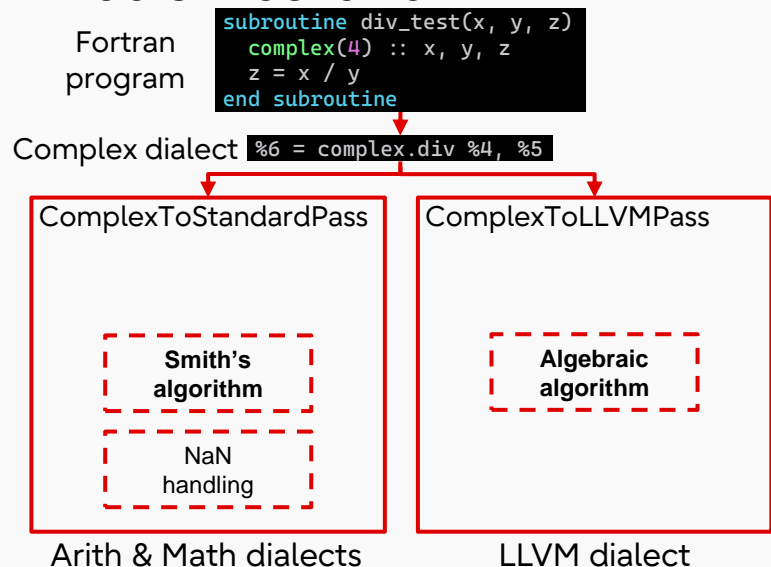 Fortran
program
subroutine div_test(x, y, z)
complex(4) :: x, y, z
z = x / y
end subroutine
Complex dialect
%6 = complex.div %4, %5
ComplexToStandardPass
Smith's
algorithm
NaN
handling
Arith & Math dialects
ComplexToLLVMPass
Algebraic
algorithm
LLVM dialect